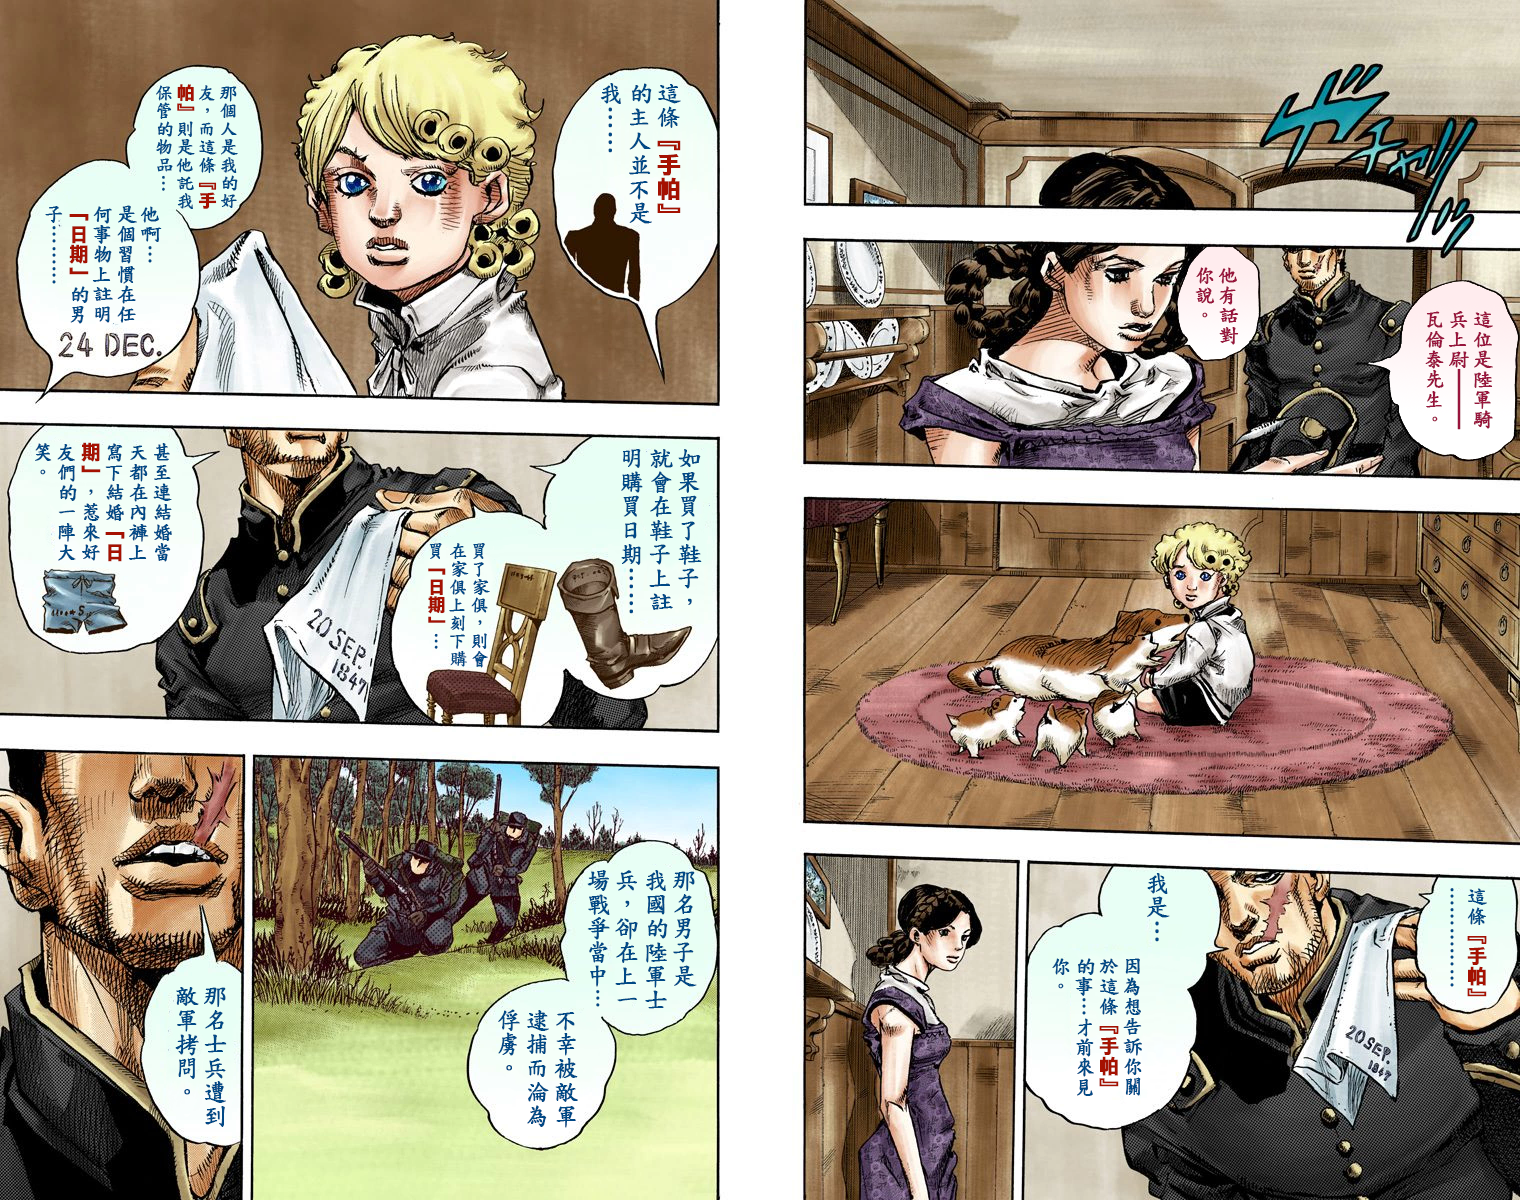 ガチャリッ
這位是陸軍騎
兵上尉——
瓦倫泰先生。
他有話對
你說。
這條『手帕』
…………
我是…
因為想告訴你關
於這條『手帕』
的事…才前來見
你。
20 SEP.
1847
這條『手帕』
的主人並不是
我……
那個人是我的好
友，而這條『手
帕』則是他託我
保管的物品…
他啊…
是個習慣在任
何事物上註明
「日期」的男
子…………
24 DEC.
如果買了鞋子，
就會在鞋子上註
明購買日期……
買了家俱，則會
在家俱上刻下購
買「日期」…
甚至連結婚當
天都在內褲上
寫下結婚「日
期」，惹來好
友們的一陣大
笑。
20 SEP.
1847
那名男子是
我國的陸軍士
兵，卻在上一
場戰爭當中…
不幸被敵軍
逮捕而淪為
俘虜。
那名士兵遭到
敵軍拷問。